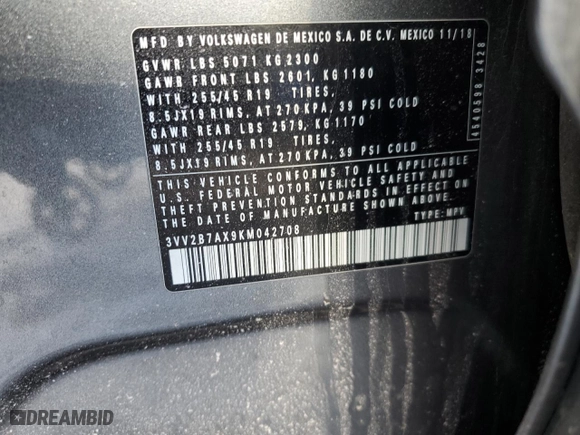 MFD BY VOLKSWAGEN DE MEXICO S.A. DE C.V. MEXICO 11/18
GVWR LBS 5071 KG 2300
GAWR FRONT LBS 2601, KG 1180
WITH 255/45 R19 TIRES,
8.5JX19 RIMS, AT 270 KPA, 39 PSI COLD
GAWR REAR LBS 2579, KG 1170
WITH 255/45 R19 TIRES,
8.5JX19 RIMS, AT 270 KPA, 39 PSI COLD
THIS VEHICLE CONFORMS TO ALL APPLICABLE
U.S. FEDERAL MOTOR VEHICLE SAFETY AND
THEFT PREVENTION STANDARDS IN EFFECT ON
THE DATE OF MANUFACTURE SHOWN ABOVE.
3VV2B7AX9KM042708 TYPE: MPV
4540598 3428
DREAMBID